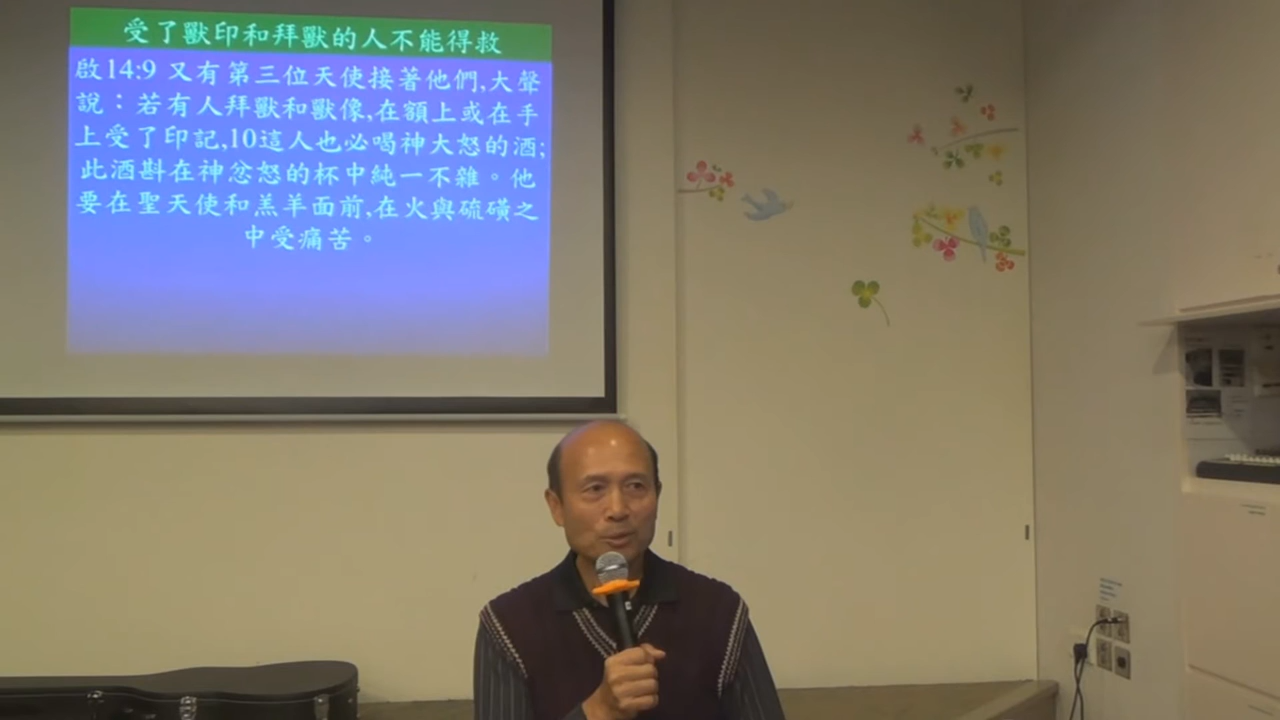 受了獸印和拜獸的人不能得救
啟14:9 又有第三位天使接著他們,大聲
說：若有人拜獸和獸像,在額上或在手
上受了印記,10這人也必喝神大怒的酒;
此酒斟在神忿怒的杯中純一不雜。他
要在聖天使和羔羊面前,在火與硫磺之
中受痛苦。